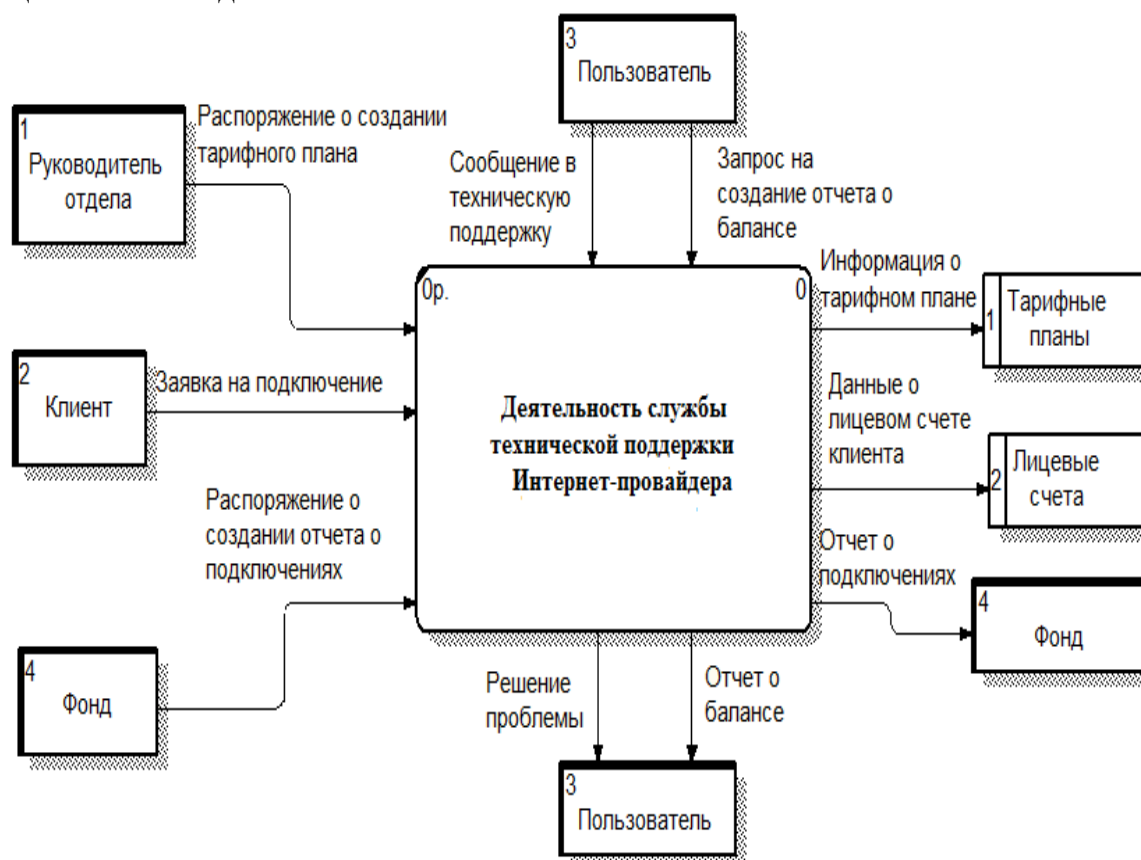 3
Пользователь
1
Руководитель
отдела
Распоряжение о создании
тарифного плана
Сообщение в
техническую
поддержку
Запрос на
создание отчета о
балансе
0р.
0
Деятельность службы
технической поддержки
Интернет-провайдера
Информация о
тарифном плане
1
Тарифные
планы
2
Клиент
Заявка на подключение
Данные о
лицевом счете
клиента
2
Лицевые
счета
Распоряжение о
создании отчета о
подключениях
Отчет о
подключениях
4
Фонд
4
Фонд
Решение
проблемы
Отчет о
балансе
3
Пользователь